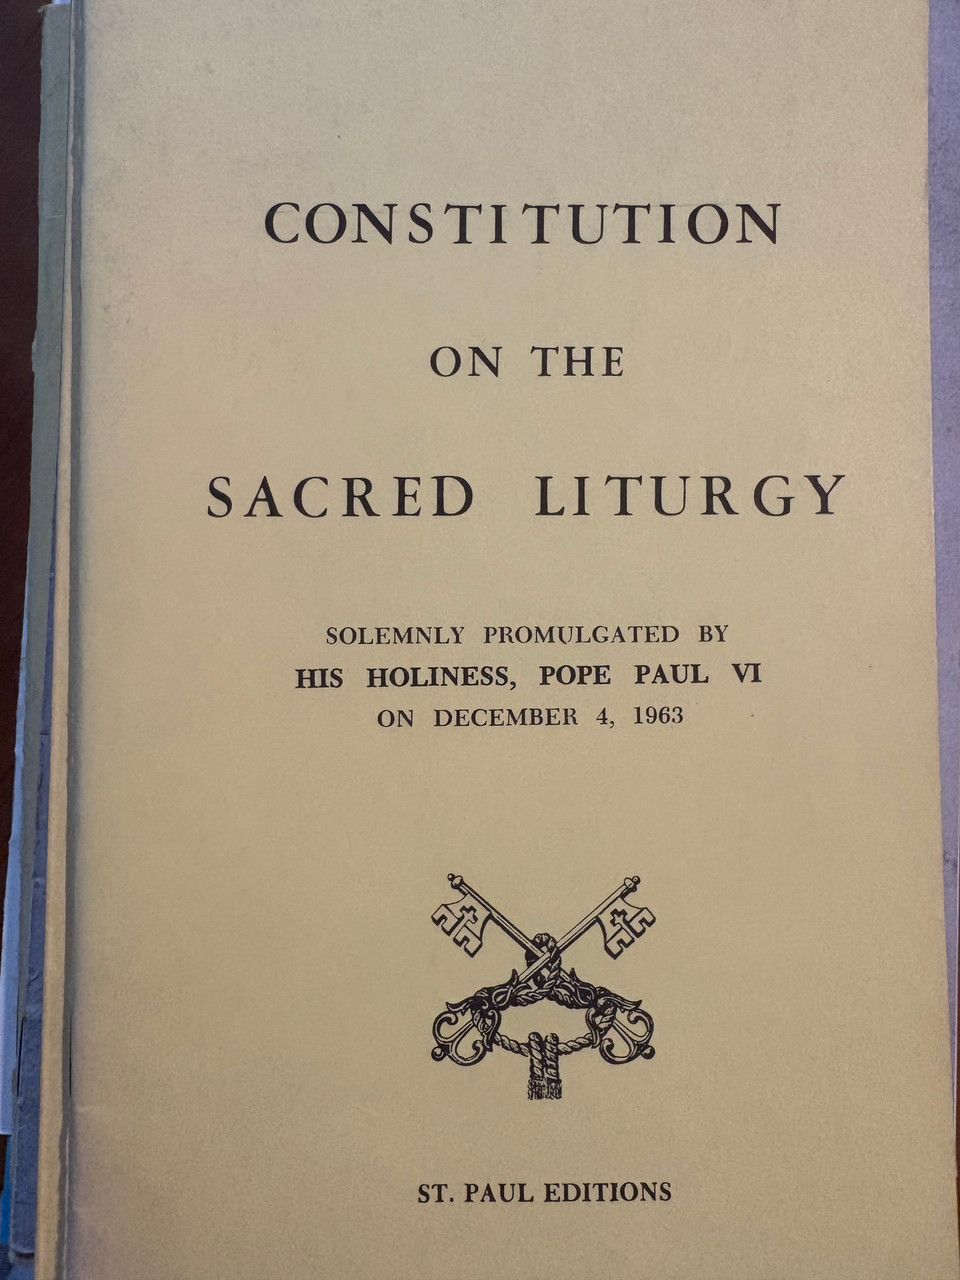 CONSTITUTION
ON THE
SACRED LITURGY
SOLEMNLY PROMULGATED BY
HIS HOLINESS, POPE PAUL VI
ON DECEMBER 4, 1963
ST. PAUL EDITIONS